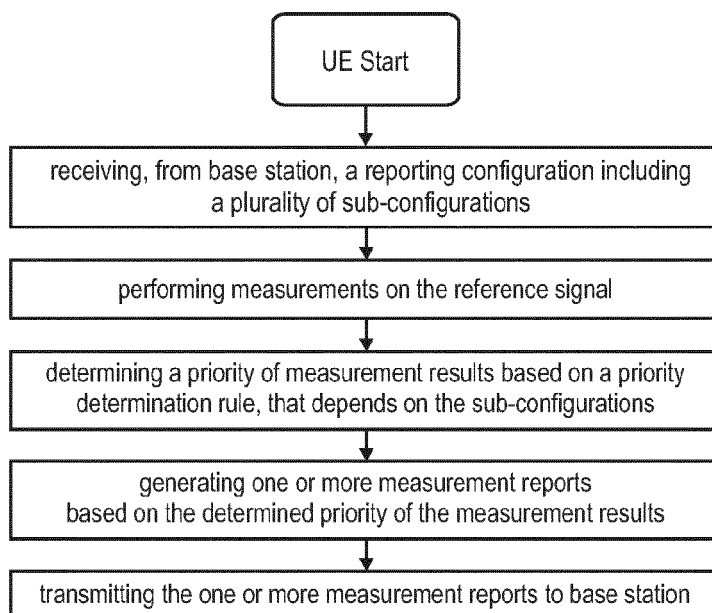 UE Start
receiving, from base station, a reporting configuration including
a plurality of sub-configurations
performing measurements on the reference signal
determining a priority of measurement results based on a priority
determination rule, that depends on the sub-configurations
generating one or more measurement reports
based on the determined priority of the measurement results
transmitting the one or more measurement reports to base station